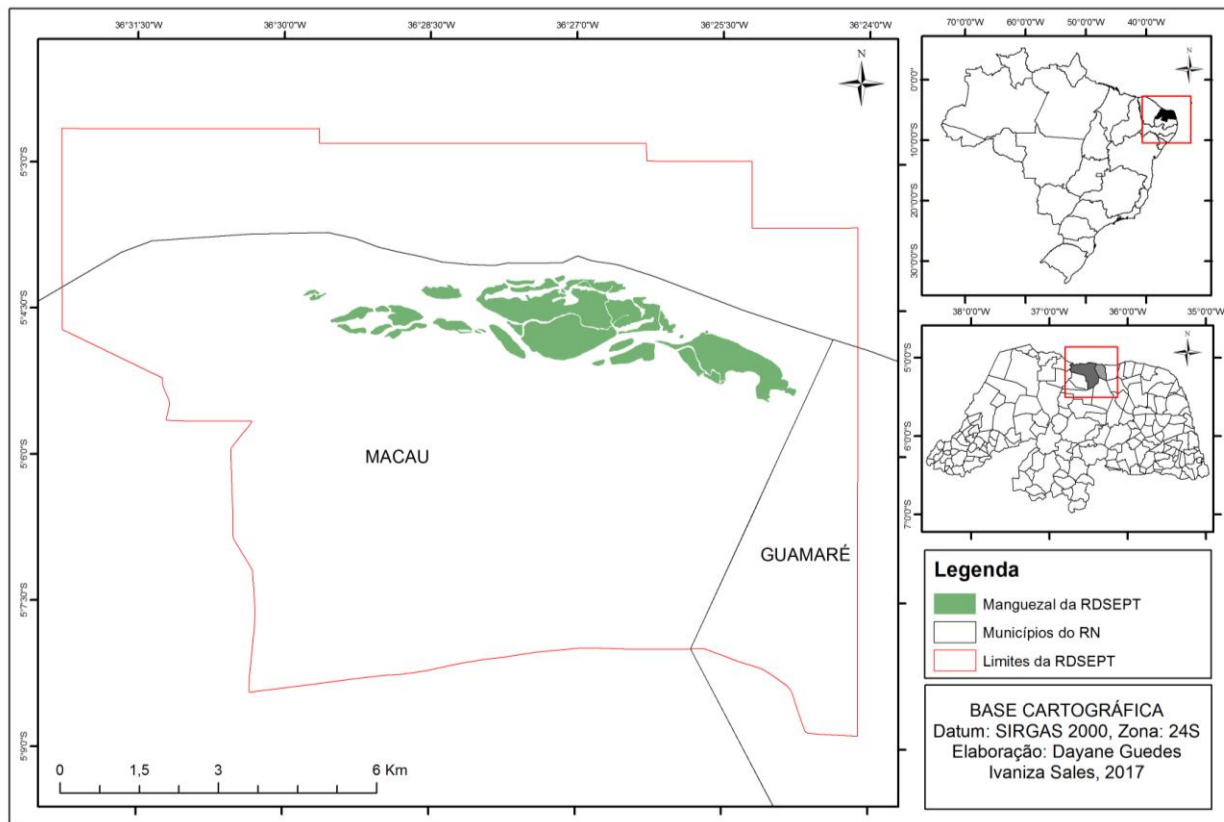 36°31'30"W 36°30'0"W 36°28'30"W 36°27'0"W 36°25'30"W 36°24'0"W
N
5°3'0"S
5°4'30"S
5°6'0"S
5°7'30"S
5°9'0"S
MACAU
GUAMARÉ
0 1,5 3 6 Km
70°0'0"W 60°0'0"W 50°0'0"W 40°0'0"W
N
0°0'0"
10°0'0"S
20°0'0"S
30°0'0"S
38°0'0"W 37°0'0"W 36°0'0"W 35°0'0"W
N
5°0'0"S
6°0'0"S
7°0'0"S
Legenda
Manguezal da RDSEPT
Municípios do RN
Limites da RDSEPT
BASE CARTOGRÁFICA
Datum: SIRGAS 2000, Zona: 24S
Elaboração: Dayane Guedes
Ivaniza Sales, 2017